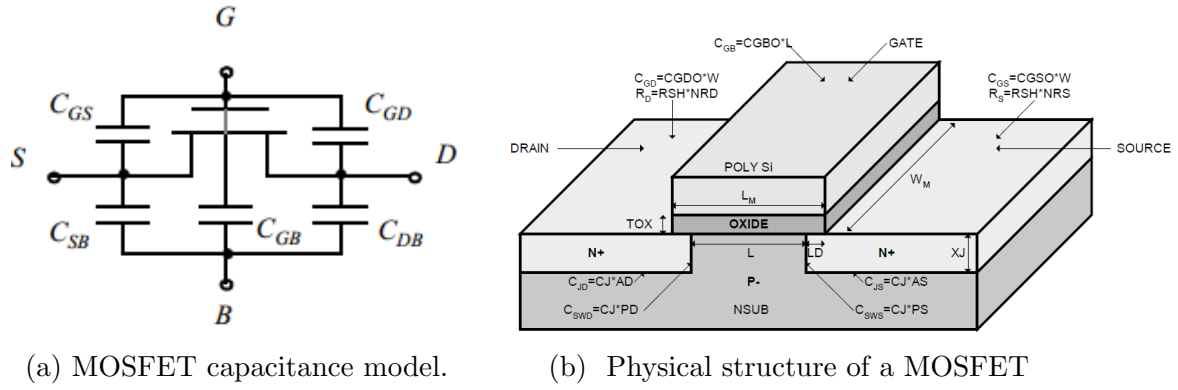 G
C_GS
C_GD
S
D
C_SB
C_GB
C_DB
B
(a) MOSFET capacitance model.
C_GB=CGBO*L
GATE
C_GD=CGDO*W
R_D=RSH*NRD
C_GS=CGSO*W
R_S=RSH*NRS
DRAIN
SOURCE
POLY Si
W_M
L_M
TOX
OXIDE
N+
L
LD
N+
XJ
C_JD=CJ*AD
P-
C_JS=CJ*AS
C_SWD=CJ*PD
NSUB
C_SWS=CJ*PS
(b) Physical structure of a MOSFET